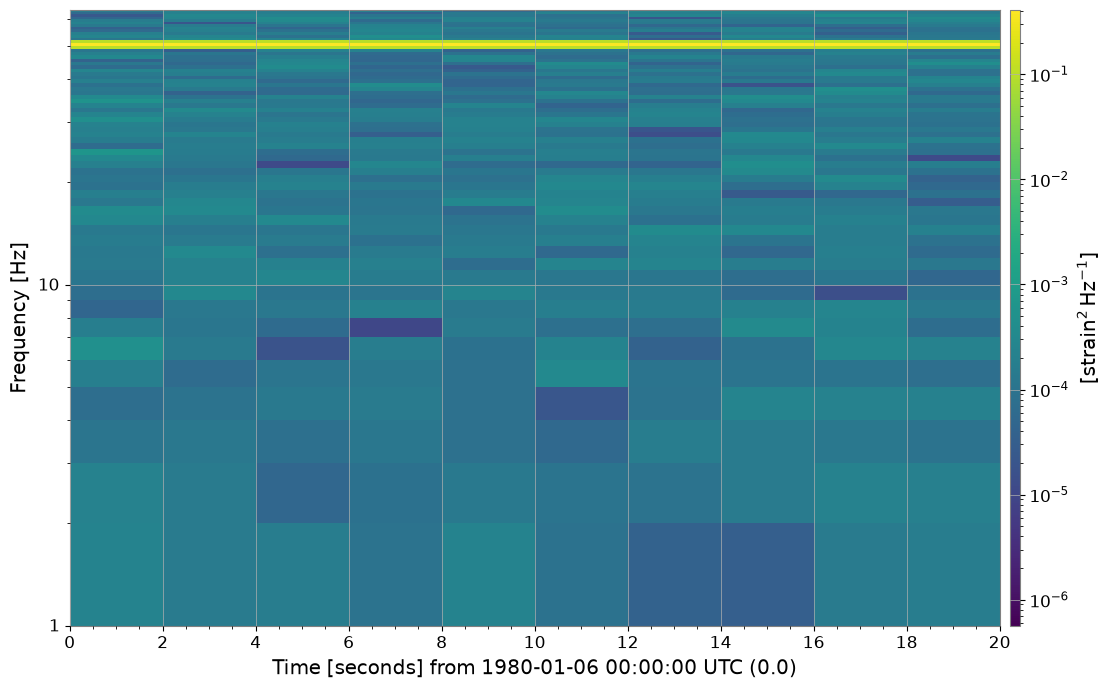 Frequency [Hz]
10
1
0 2 4 6 8 10 12 14 16 18 20
Time [seconds] from 1980-01-06 00:00:00 UTC (0.0)
10⁻¹
10⁻²
10⁻³
10⁻⁴
10⁻⁵
10⁻⁶
[strain² Hz⁻¹]